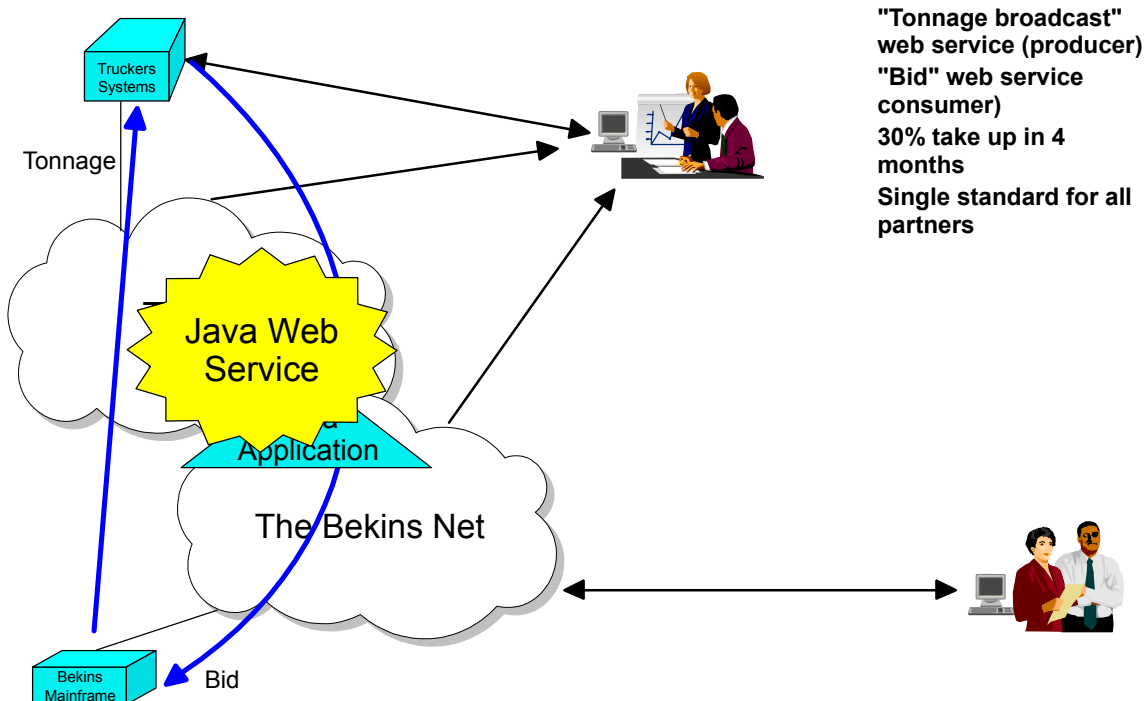 "Tonnage broadcast"
web service (producer)
"Bid" web service
consumer)
30% take up in 4
months
Single standard for all
partners
Truckers
Systems
Tonnage
Java Web
Service
Application
The Bekins Net
Bekins
Mainframe
Bid